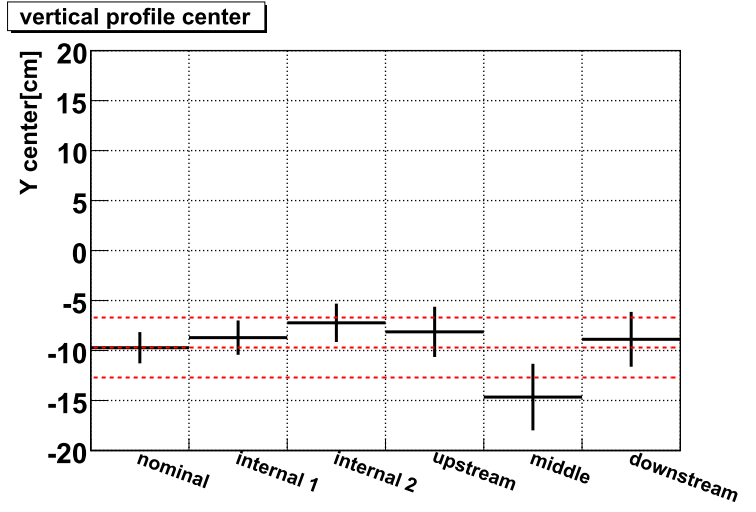 vertical profile center
Y center[cm]
20
15
10
5
0
-5
-10
-15
-20
nominal
internal 1
internal 2
upstream
middle
downstream